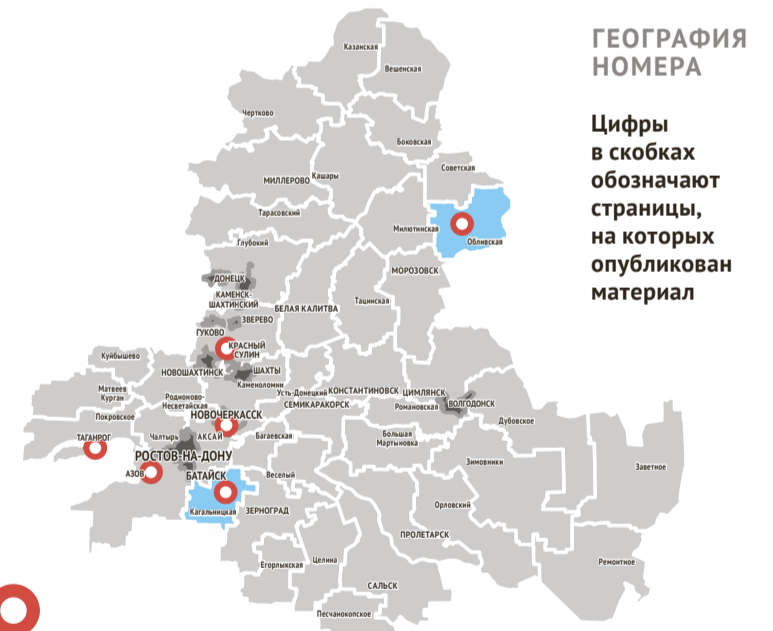 ГЕОГРАФИЯ
НОМЕРА
Цифры
в скобках
обозначают
страницы,
на которых
опубликован
материал
Казанская
Вешенская
Чертково
Боковская
Советская
МИЛЛЕРОВО
Кашары
Тарасовский
Милютинская
Обливская
Глубокий
МОРОЗОВСК
ДОНЕЦК
КАМЕНСК-
ШАХТИНСКИЙ
БЕЛАЯ КАЛИТВА
Тацинская
ЗВЕРЕВО
ГУКОВО
КРАСНЫЙ
СУЛИН
Куйбышево
НОВОШАХТИНСК
ШАХТЫ
Каменоломни
Матвеев
Курган
Родионово-
Несветайская
Усть-Донецкий
КОНСТАНТИНОВСК
ЦИМЛЯНСК
СЕМИКАРАКОРСК
Романовская
ВОЛГОДОНСК
Покровское
НОВОЧЕРКАССК
Дубовское
ТАГАНРОГ
Чалтырь
АКСАЙ
Багаевская
Большая
Мартыновка
РОСТОВ-НА-ДОНУ
Зимовники
Заветное
АЗОВ
БАТАЙСК
Веселый
Кагальницкая
ЗЕРНОГРАД
Орловский
ПРОЛЕТАРСК
Егорлыкская
Целина
Ремонтное
САЛЬСК
Песчанокопское